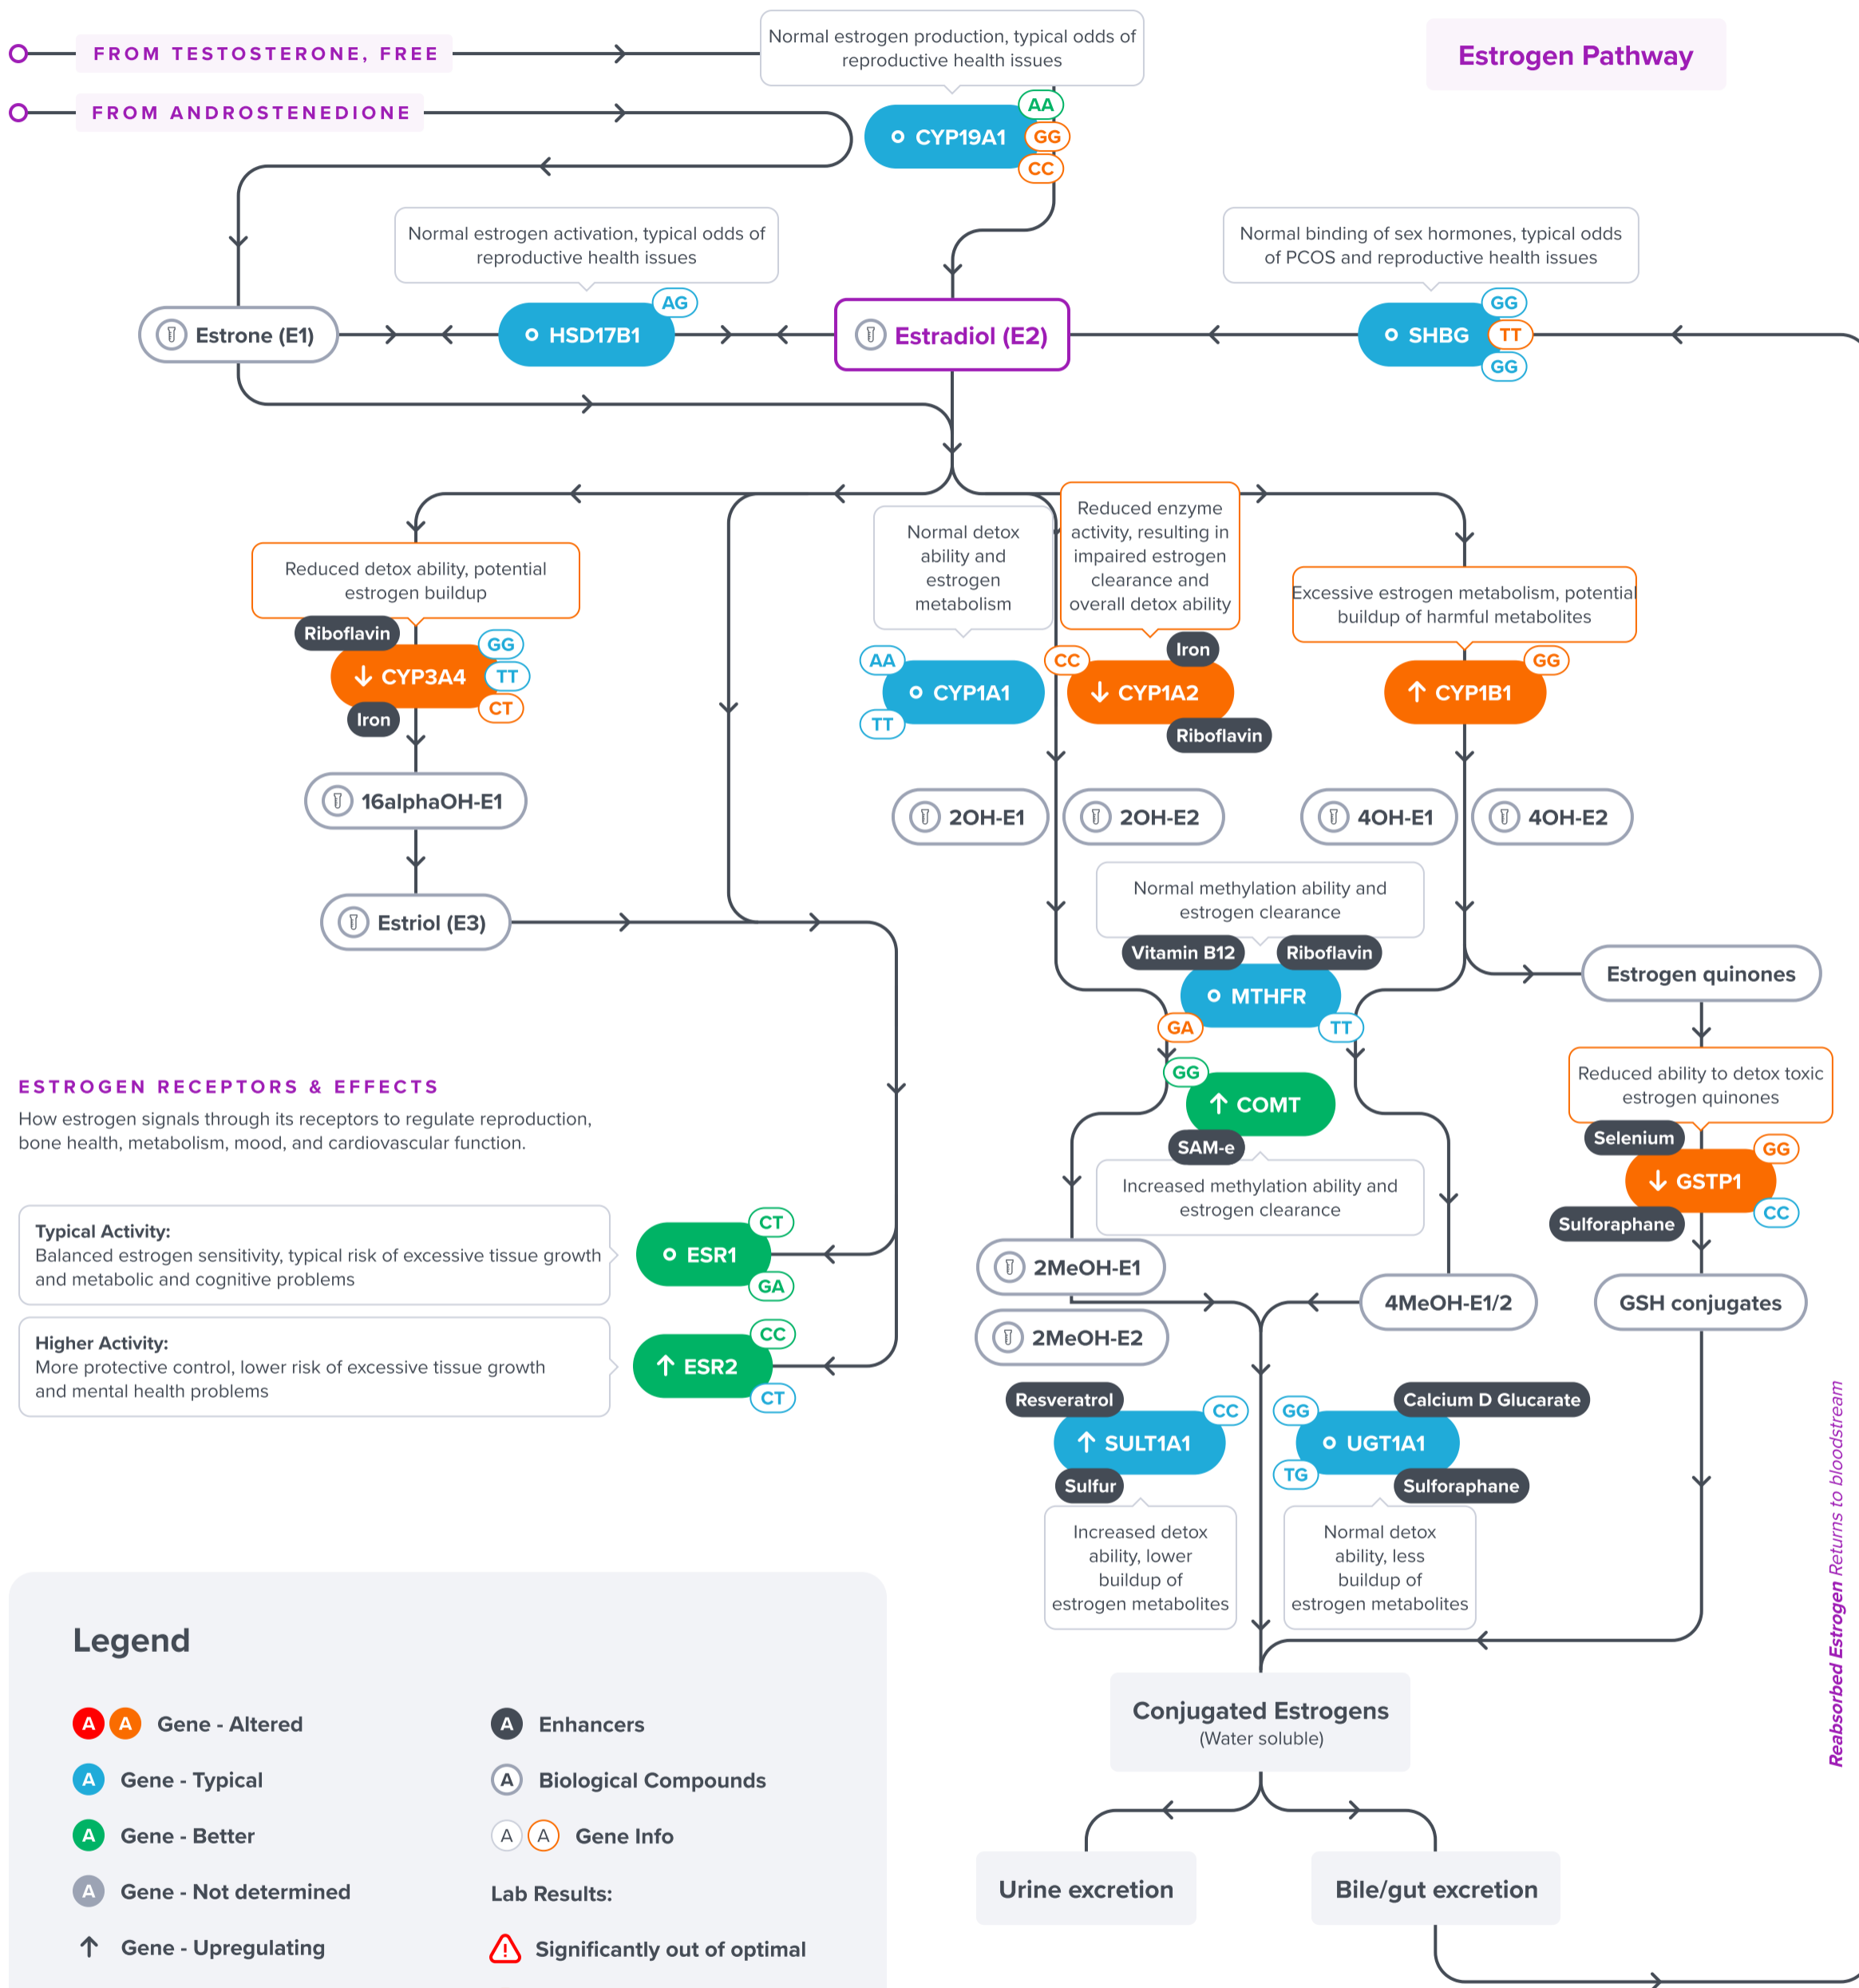 FROM TESTOSTERONE, FREE
FROM ANDROSTENEDIONE
Normal estrogen production, typical odds of
reproductive health issues
Estrogen Pathway
AA
CYP19A1
GG
CC
Normal estrogen activation, typical odds of
reproductive health issues
Normal binding of sex hormones, typical odds
of PCOS and reproductive health issues
Estrone (E1)
AG
HSD17B1
Estradiol (E2)
GG
SHBG
TT
GG
Reduced detox ability, potential
estrogen buildup
Riboflavin
GG
CYP3A4
TT
CT
Iron
16alphaOH-E1
Estriol (E3)
Normal detox
ability and
estrogen
metabolism
AA
CYP1A1
TT
Reduced enzyme
activity, resulting in
impaired estrogen
clearance and
overall detox ability
Iron
CC
CYP1A2
Riboflavin
Excessive estrogen metabolism, potential
buildup of harmful metabolites
GG
CYP1B1
2OH-E1
2OH-E2
4OH-E1
4OH-E2
Normal methylation ability and
estrogen clearance
Vitamin B12
Riboflavin
MTHFR
GA
TT
Estrogen quinones
GG
COMT
SAM-e
Increased methylation ability and
estrogen clearance
Reduced ability to detox toxic
estrogen quinones
Selenium
GG
GSTP1
CC
Sulforaphane
ESTROGEN RECEPTORS & EFFECTS
How estrogen signals through its receptors to regulate reproduction,
bone health, metabolism, mood, and cardiovascular function.
Typical Activity:
Balanced estrogen sensitivity, typical risk of excessive tissue growth
and metabolic and cognitive problems
CT
ESR1
GA
Higher Activity:
More protective control, lower risk of excessive tissue growth
and mental health problems
CC
ESR2
CT
2MeOH-E1
2MeOH-E2
4MeOH-E1/2
GSH conjugates
Resveratrol
CC
SULT1A1
Sulfur
Increased detox
ability, lower
buildup of
estrogen metabolites
Calcium D Glucarate
GG
UGT1A1
TG
Sulforaphane
Normal detox
ability, less
buildup of
estrogen metabolites
Reabsorbed Estrogen Returns to bloodstream
Conjugated Estrogens
(Water soluble)
Urine excretion
Bile/gut excretion
Legend
A A Gene - Altered
A Gene - Typical
A Gene - Better
A Gene - Not determined
Gene - Upregulating
A Enhancers
A Biological Compounds
A A Gene Info
Lab Results:
Significantly out of optimal